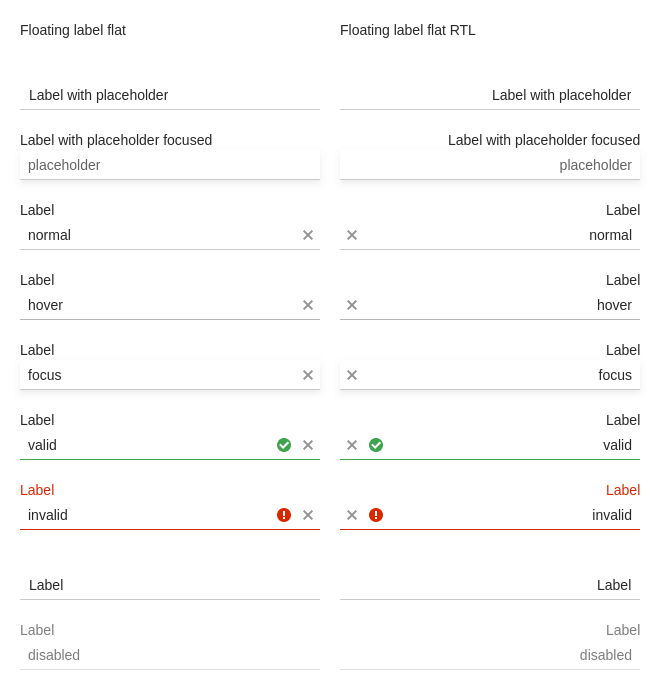 Floating label flat
Floating label flat RTL
Label with placeholder
Label with placeholder
Label with placeholder focused
Label with placeholder focused
placeholder
placeholder
Label
Label
normal
normal
Label
Label
hover
hover
Label
Label
focus
focus
Label
Label
valid
valid
Label
Label
invalid
invalid
Label
Label
Label
Label
disabled
disabled